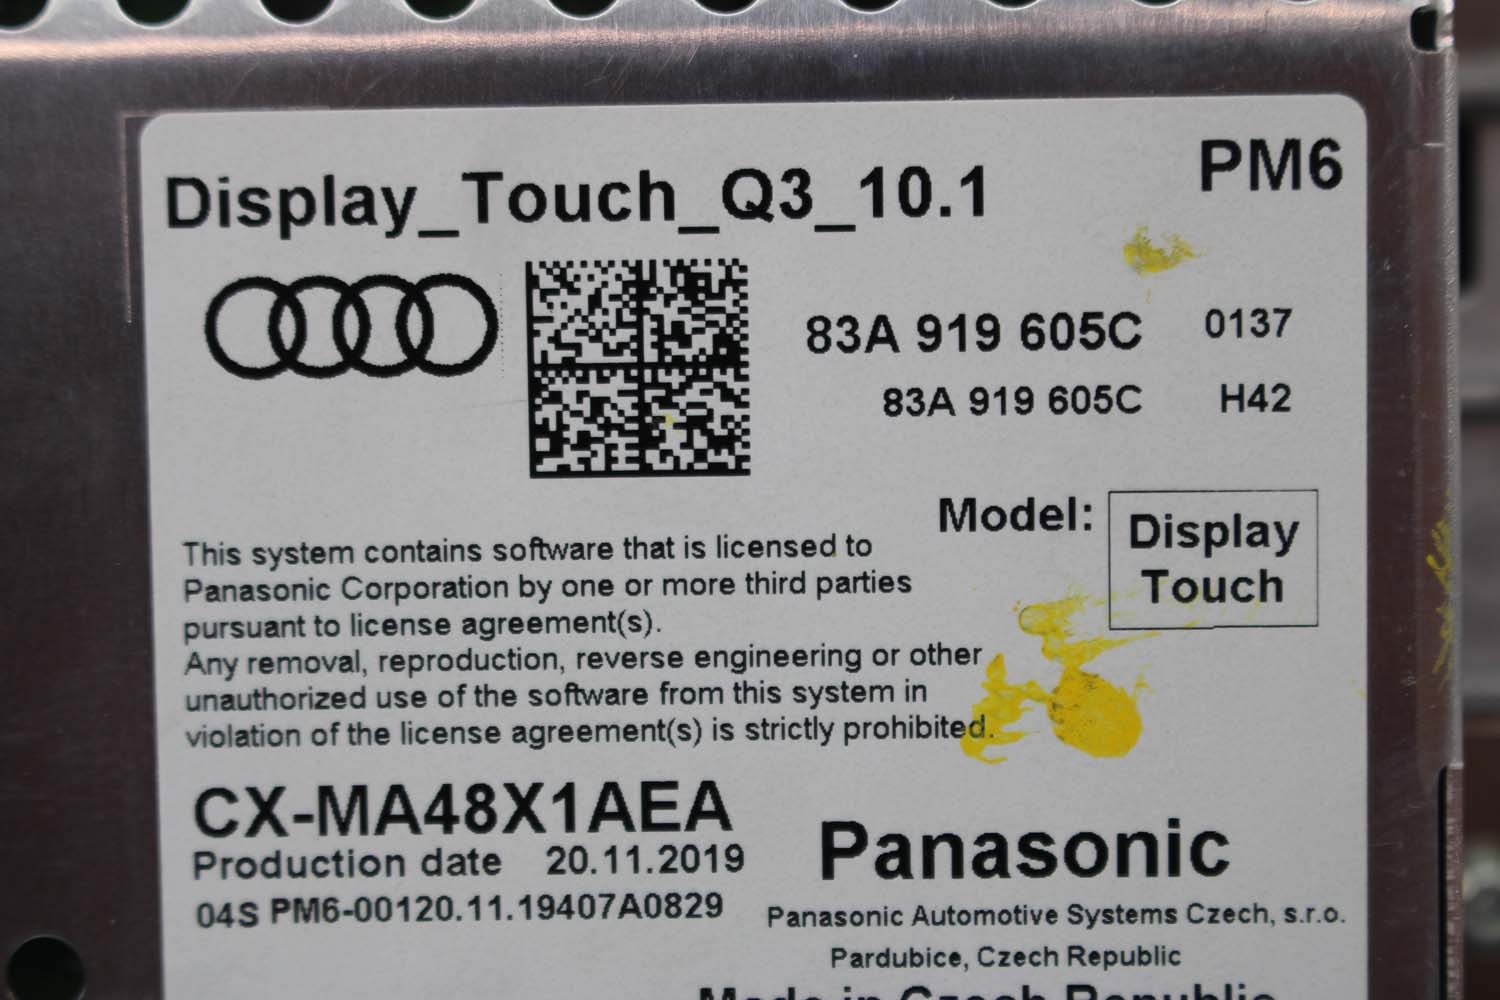 Display_Touch_Q3_10.1
PM6
83A 919 605C 0137
83A 919 605C H42
Model: Display Touch
This system contains software that is licensed to
Panasonic Corporation by one or more third parties
pursuant to license agreement(s).
Any removal, reproduction, reverse engineering or other
unauthorized use of the software from this system in
violation of the license agreement(s) is strictly prohibited.
CX-MA48X1AEA
Production date 20.11.2019
04S PM6-00120.11.19407A0829
Panasonic
Panasonic Automotive Systems Czech, s.r.o.
Pardubice, Czech Republic
Made in Czech Republic